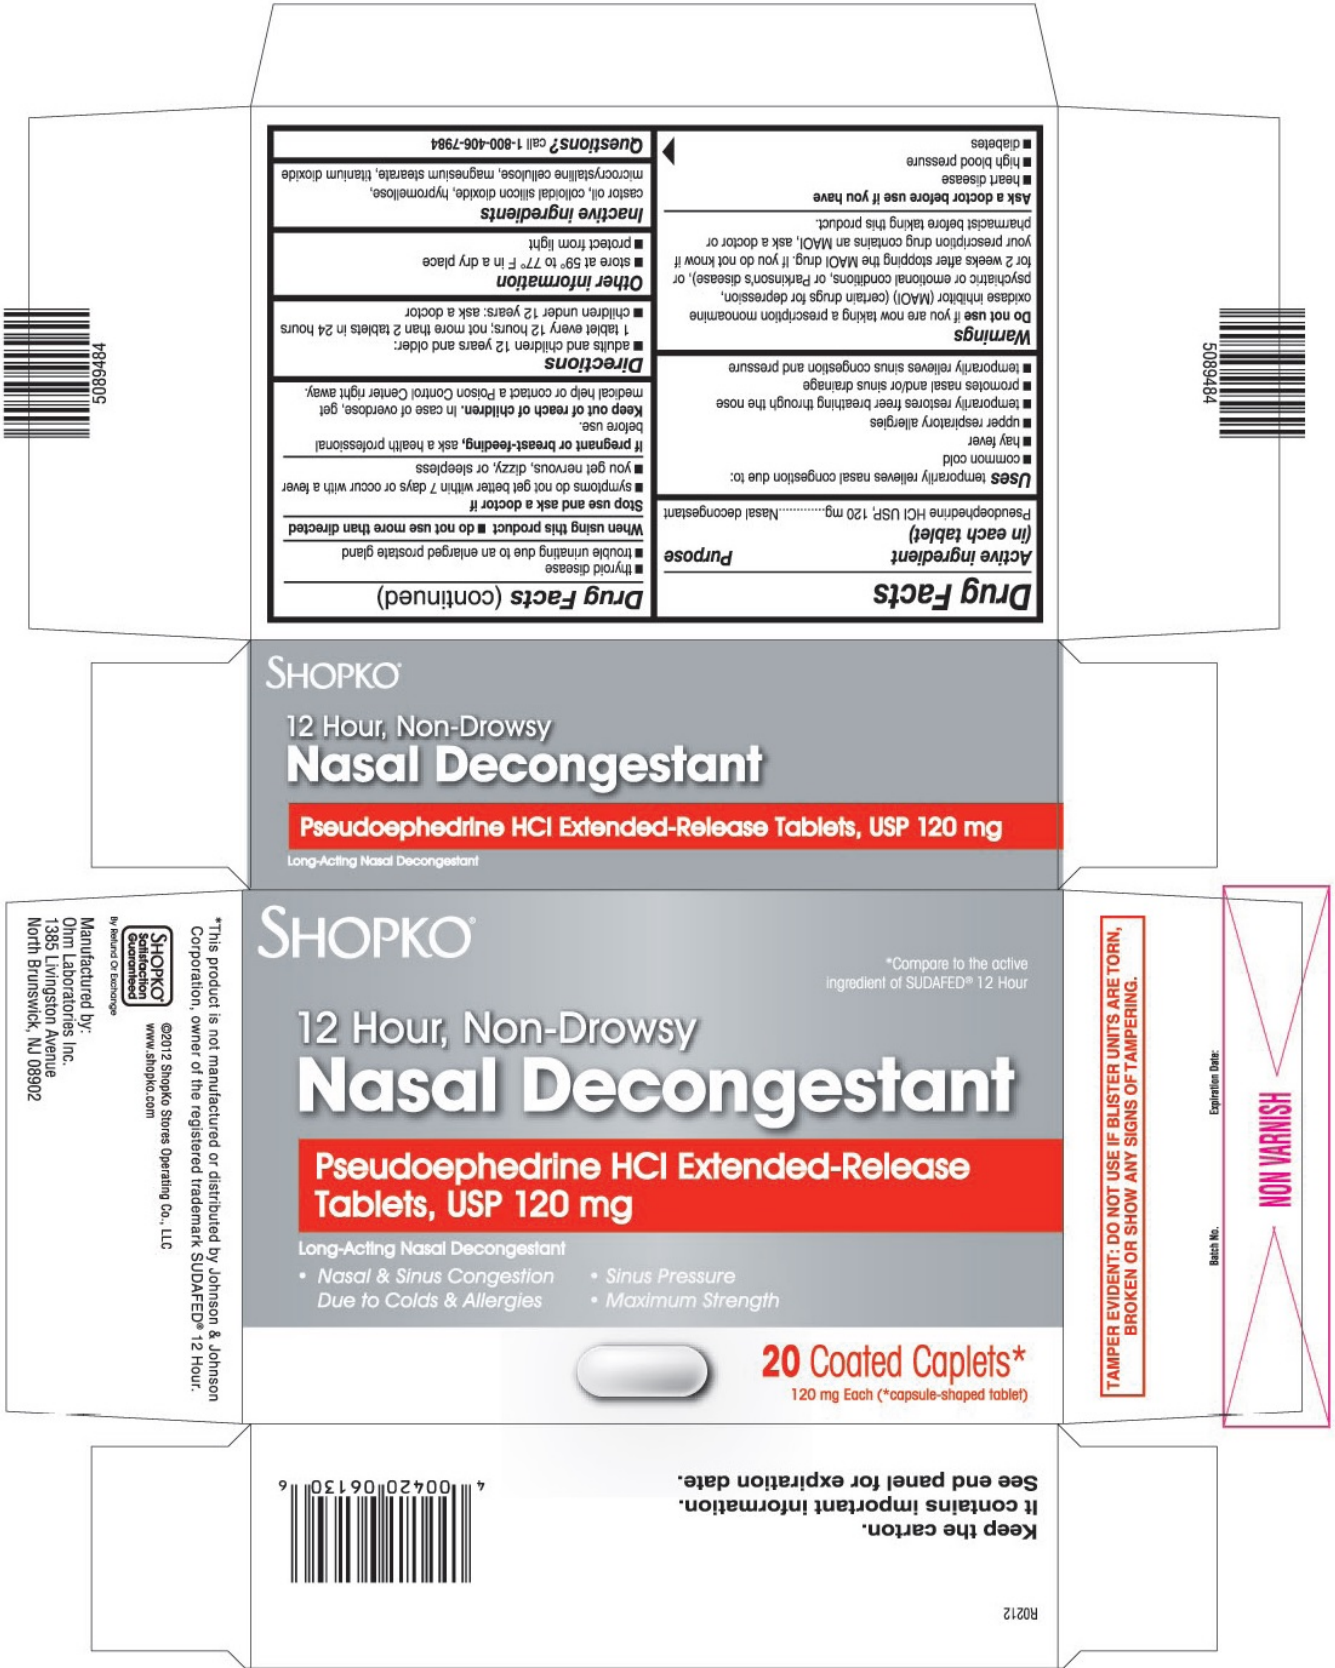 Drug Facts
Active ingredient
(in each tablet)
Purpose
Pseudoephedrine HCl USP, 120 mg.............Nasal decongestant
Uses temporarily relieves nasal congestion due to:
■ common cold
■ hay fever
■ upper respiratory allergies
■ temporarily restores freer breathing through the nose
■ promotes nasal and/or sinus drainage
■ temporarily relieves sinus congestion and pressure
Warnings
Do not use if you are now taking a prescription monoamine
oxidase inhibitor (MAOI) (certain drugs for depression,
psychiatric or emotional conditions, or Parkinson's disease), or
for 2 weeks after stopping the MAOI drug. If you do not know if
your prescription drug contains an MAOI, ask a doctor or
pharmacist before taking this product.
Ask a doctor before use if you have
■ heart disease
■ high blood pressure
■ diabetes
Drug Facts (continued)
■ thyroid disease
■ trouble urinating due to an enlarged prostate gland
When using this product ■ do not use more than directed
Stop use and ask a doctor if
■ symptoms do not get better within 7 days or occur with a fever
■ you get nervous, dizzy, or sleepless
If pregnant or breast-feeding, ask a health professional
before use.
Keep out of reach of children. In case of overdose, get
medical help or contact a Poison Control Center right away.
Directions
■ adults and children 12 years and older:
1 tablet every 12 hours; not more than 2 tablets in 24 hours
■ children under 12 years: ask a doctor
Other information
■ store at 59° to 77° F in a dry place
■ protect from light
Inactive ingredients
castor oil, colloidal silicon dioxide, hypromellose,
microcrystalline cellulose, magnesium stearate, titanium dioxide
Questions? call 1-800-406-7984
5089484
5089484
SHOPKO®
12 Hour, Non-Drowsy
Nasal Decongestant
Pseudoephedrine HCl Extended-Release Tablets, USP 120 mg
Long-Acting Nasal Decongestant
SHOPKO®
*Compare to the active
ingredient of SUDAFED® 12 Hour
12 Hour, Non-Drowsy
Nasal Decongestant
Pseudoephedrine HCl Extended-Release
Tablets, USP 120 mg
Long-Acting Nasal Decongestant
• Nasal & Sinus Congestion
Due to Colds & Allergies
• Sinus Pressure
• Maximum Strength
20 Coated Caplets*
120 mg Each (*capsule-shaped tablet)
*This product is not manufactured or distributed by Johnson & Johnson
Corporation, owner of the registered trademark SUDAFED® 12 Hour.
SHOPKO®
Satisfaction
Guaranteed
By Refund Or Exchange
©2012 ShopKo Stores Operating Co., LLC
www.shopko.com
Manufactured by:
Ohm Laboratories Inc.
1385 Livingston Avenue
North Brunswick, NJ 08902
TAMPER EVIDENT: DO NOT USE IF BLISTER UNITS ARE TORN,
BROKEN OR SHOW ANY SIGNS OF TAMPERING.
Batch No.
Expiration Date:
NON VARNISH
Keep the carton.
It contains important information.
See end panel for expiration date.
4 00420 06130 6
R0212